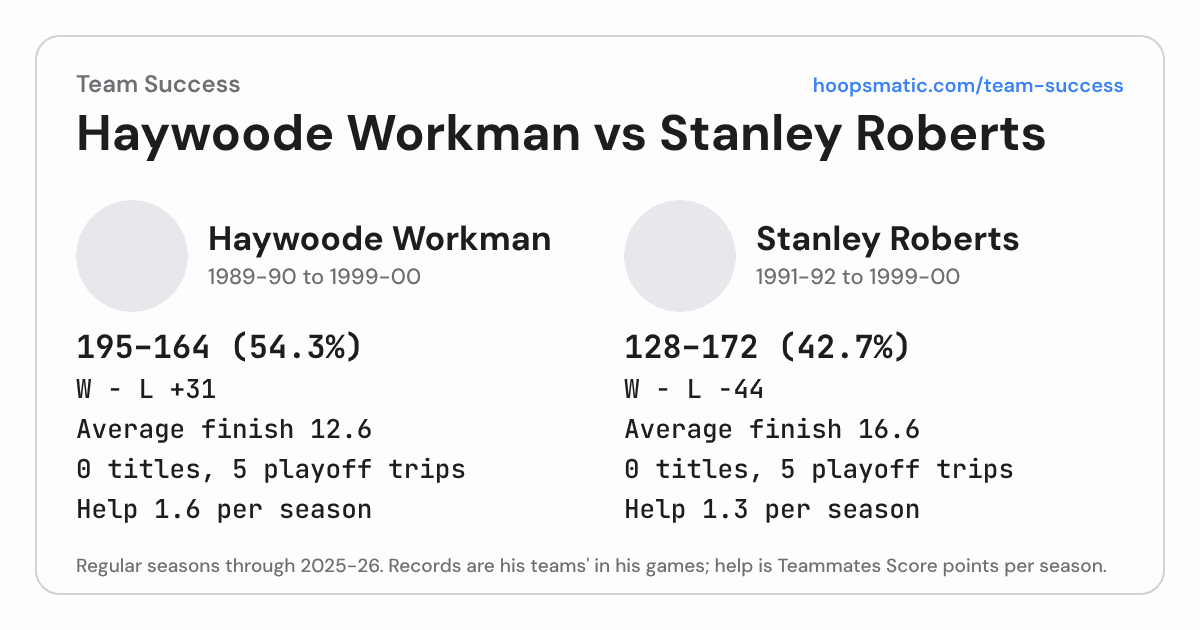 Team Success
hoopsmatic.com/team-success
Haywoode Workman vs Stanley Roberts
Haywoode Workman
1989-90 to 1999-00
195-164 (54.3%)
W - L +31
Average finish 12.6
0 titles, 5 playoff trips
Help 1.6 per season
Stanley Roberts
1991-92 to 1999-00
128-172 (42.7%)
W - L -44
Average finish 16.6
0 titles, 5 playoff trips
Help 1.3 per season
Regular seasons through 2025-26. Records are his teams' in his games; help is Teammates Score points per season.